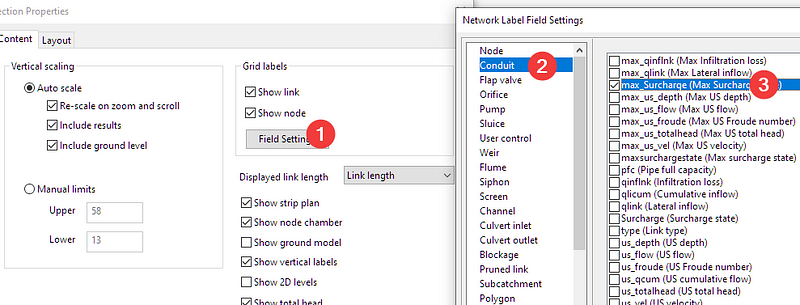 ection Properties
Content
Layout
Vertical scaling
Auto scale
Re-scale on zoom and scroll
Include results
Include ground level
Manual limits
Upper
58
Lower
13
Grid labels
Show link
Show node
Field Settin
1
Displayed link length
Link length
Show strip plan
Show node chamber
Show ground model
Show vertical labels
Show 2D levels
Show total head
Network Label Field Settings
Node
Conduit
2
Flap valve
Orifice
Pump
Sluice
User control
Weir
Flume
Siphon
Screen
Channel
Culvert inlet
Culvert outlet
Blockage
Pruned link
Subcatchment
Polygon
max_qinflnk (Max Infiltration loss)
max_qlink (Max Lateral inflow)
max_Surcharge (Max Surcharg
3
max_us_depth (Max US depth)
max_us_flow (Max US flow)
max_us_froude (Max US Froude number)
max_us_totalhead (Max US total head)
max_us_vel (Max US velocity)
maxsurchargestate (Max surcharge state)
pfc (Pipe full capacity)
qinflnk (Infiltration loss)
qlicum (Cumulative inflow)
qlink (Lateral inflow)
Surcharge (Surcharge state)
type (Link type)
us_depth (US depth)
us_flow (US flow)
us_froude (US Froude number)
us_qcum (US cumulative flow)
us_totalhead (US total head)
us_vel (US velocity)